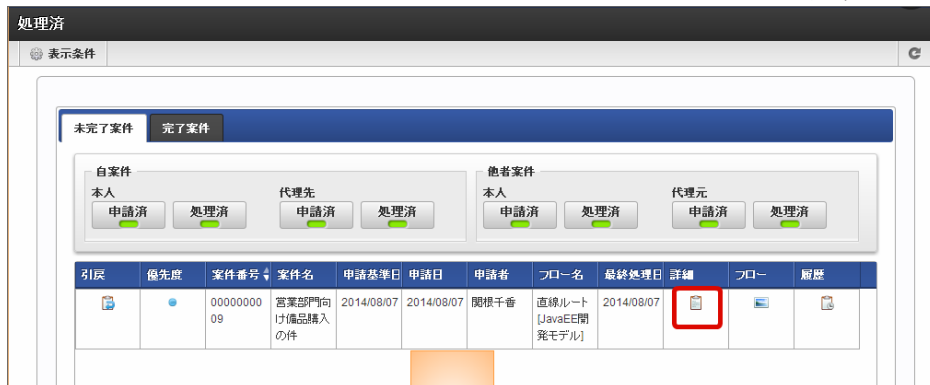 処理済
表示条件
未完了案件 完了案件
自案件 他者案件
本人 代理先 本人 代理元
申請済 処理済 申請済 処理済 申請済 処理済 申請済 処理済
引戻 優先度 案件番号 案件名 申請基準日 申請日 申請者 フロー名 最終処理日 詳細 フロー 履歴
00000000 営業部門向 2014/08/07 2014/08/07 関根千香 直線ルート 2014/08/07
09 け備品購入 [JavaEE開
の件 発モデル]